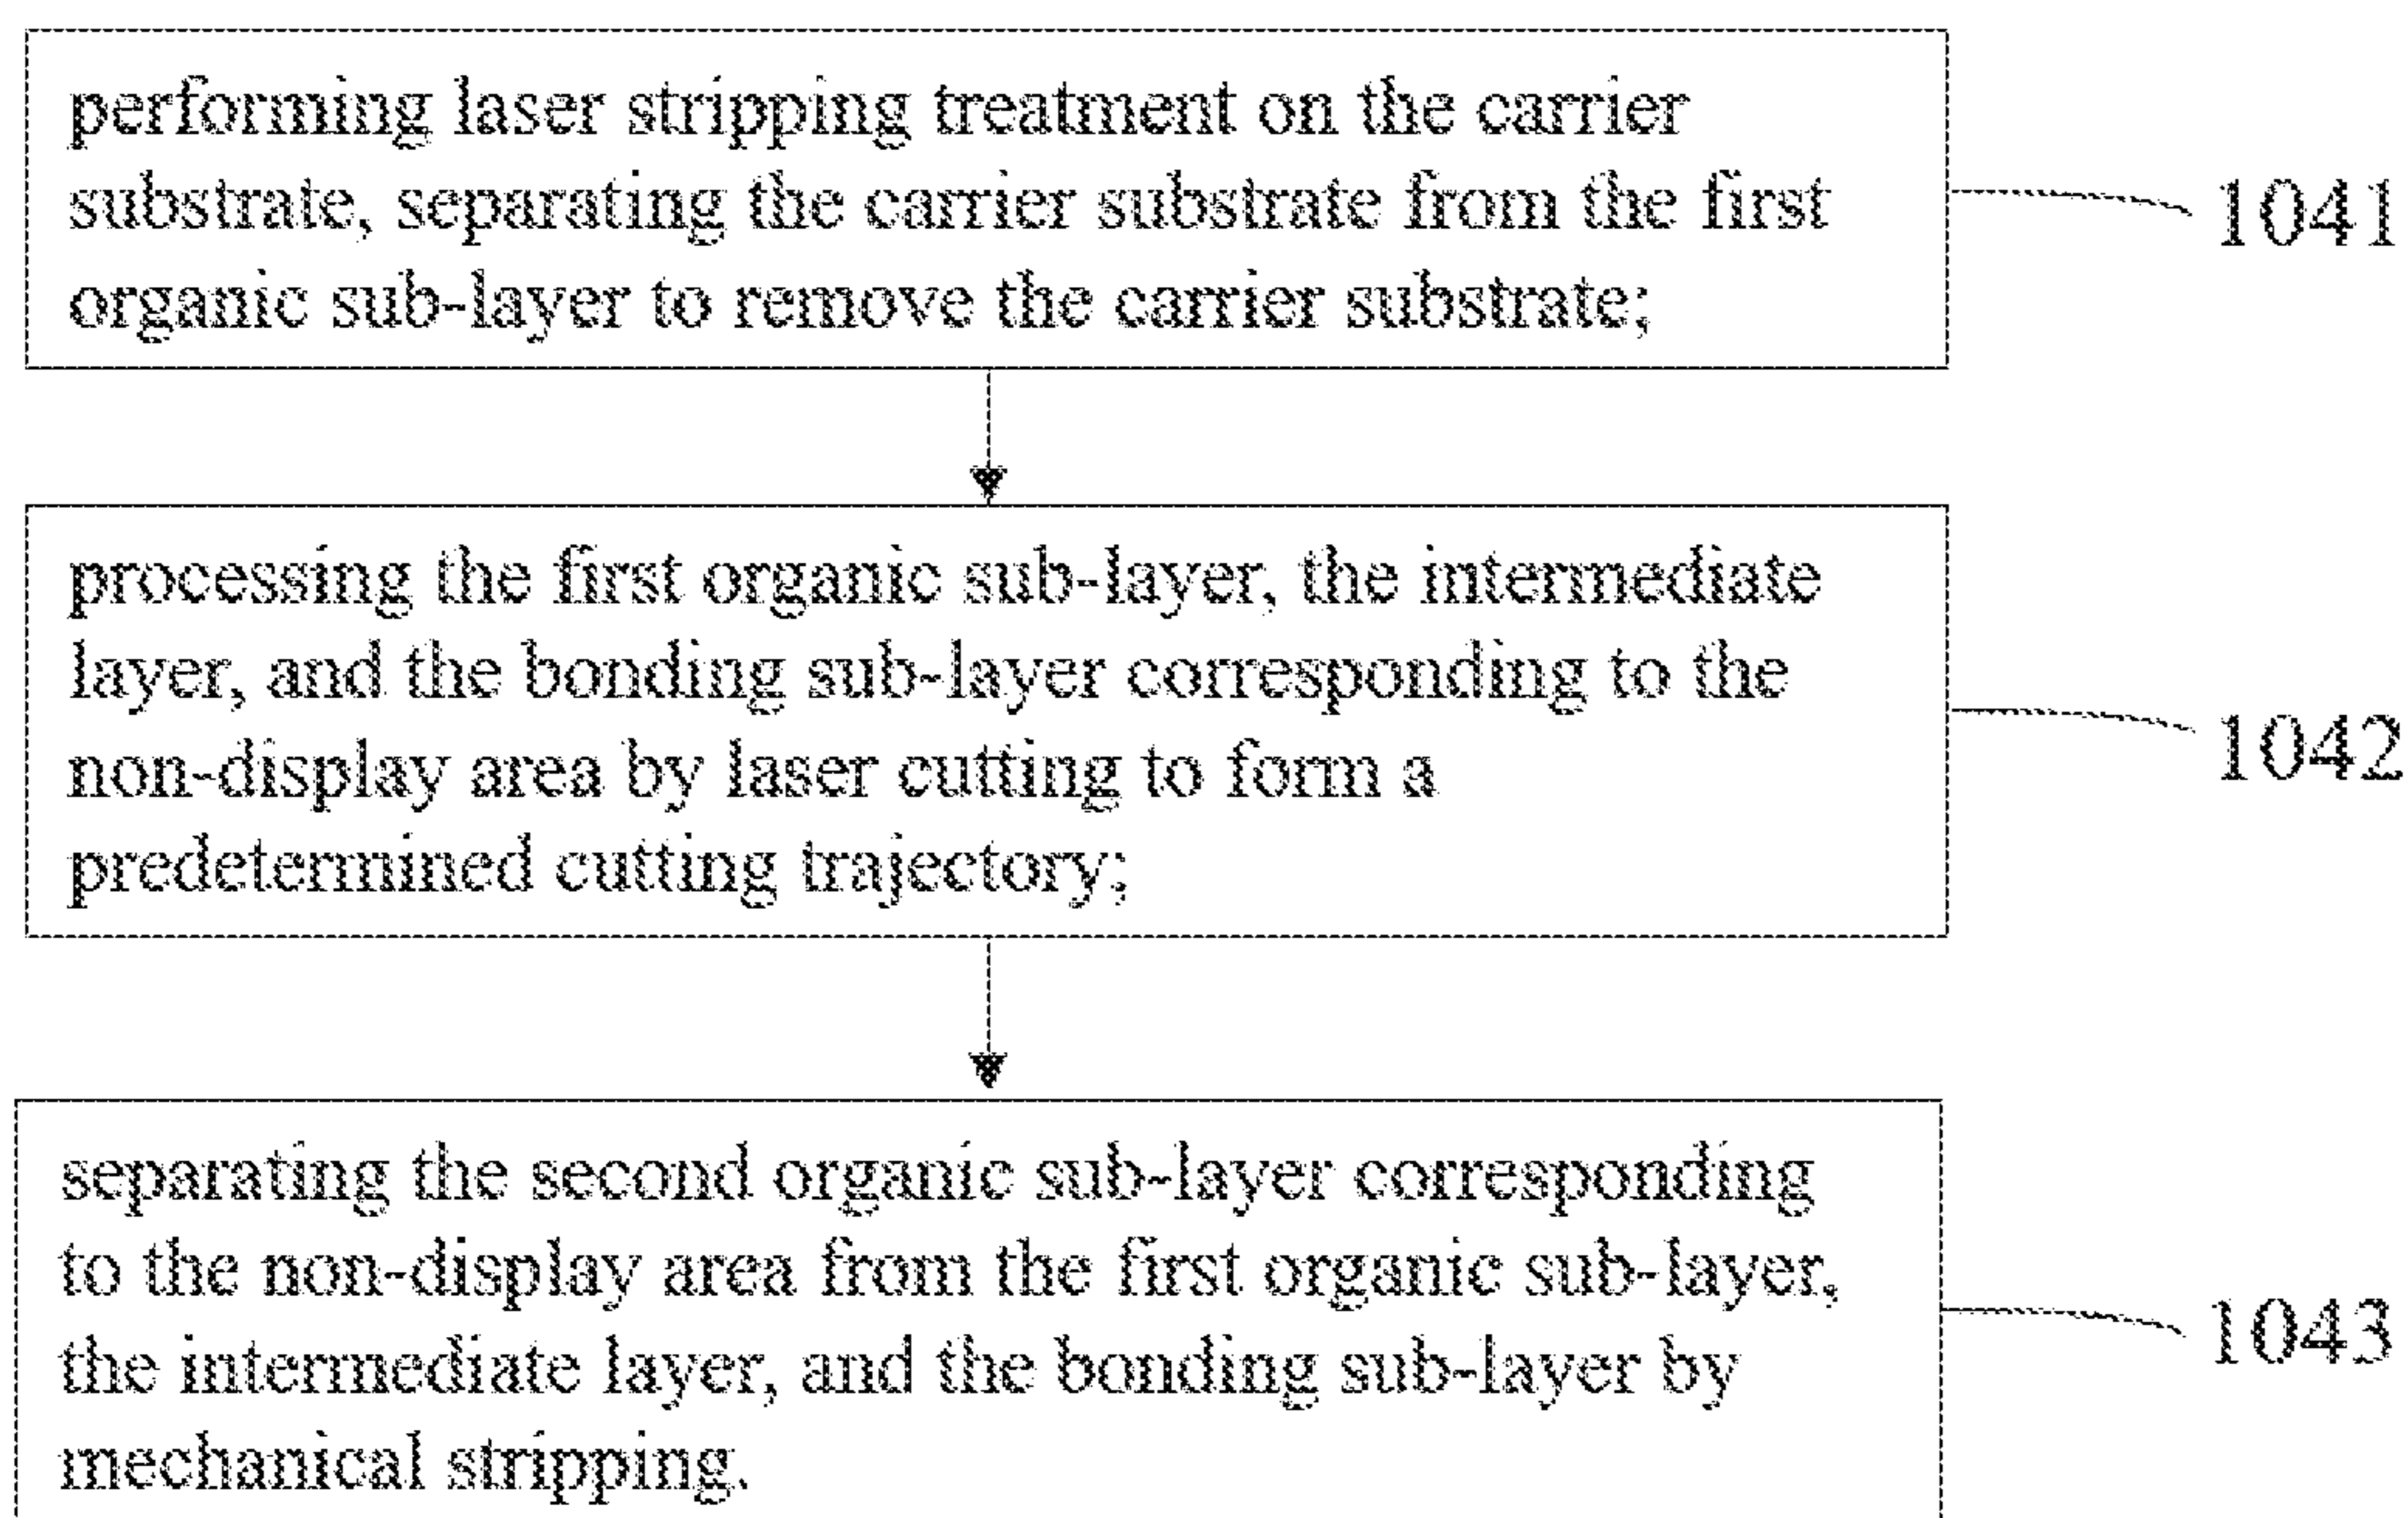 performing laser stripping treatment on the carrier
substrate, separating the carrier substrate from the first
organic sub-layer to remove the carrier substrate;
1041
processing the first organic sub-layer, the intermediate
layer, and the bonding sub-layer corresponding to the
non-display area by laser cutting to form a
predetermined cutting trajectory;
1042
separating the second organic sub-layer corresponding
to the non-display area from the first organic sub-layer,
the intermediate layer, and the bonding sub-layer by
mechanical stripping.
1043